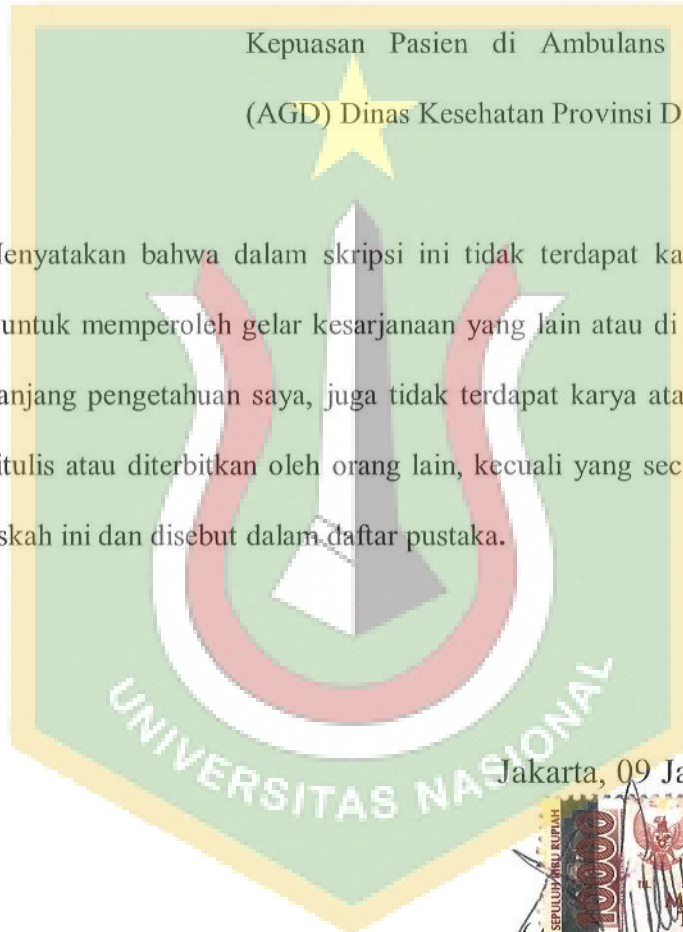 Kepuasan Pasien di Ambulans
(AGD) Dinas Kesehatan Provinsi D
enyatakan bahwa dalam skripsi ini tidak terdapat ka
untuk memperoleh gelar kesarjanaan yang lain atau di
anjang pengetahuan saya, juga tidak terdapat karya ata
itulis atau diterbitkan oleh orang lain, kecuali yang sec
skah ini dan disebut dalam daftar pustaka.
UNIVERSITAS NASIONAL
Jakarta, 09 Ja
SEPULUH RIBU RUPIAH
10000